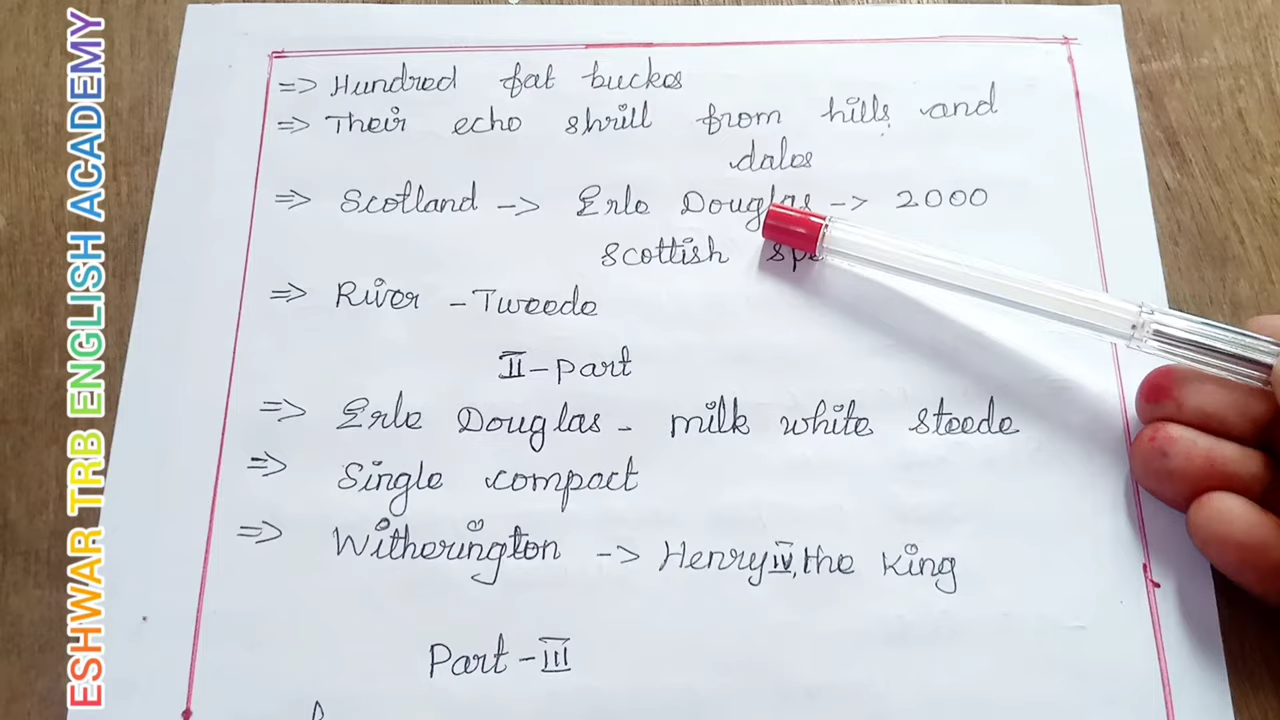 ESHWAR TRB ENGLISH ACADEMY
=> Hundred fat buckes
=> Their echo shrill from hills and
dales
=> Scotland -> Erle Douglas -> 2000
Scottish
=> River - Tweede
II - Part
=> Erle Douglas - milk white steede
=> Single compact
=> Witherington -> Henry IV, the King
Part - III